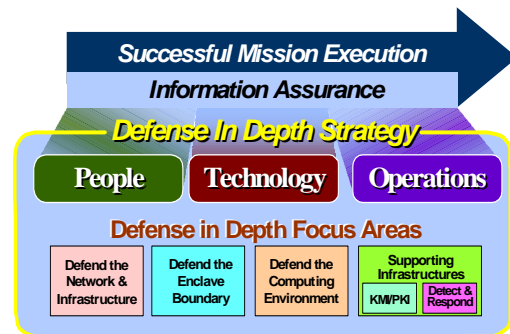 Successful Mission Execution
Information Assurance
Defense In Depth Strategy
People
Technology
Operations
Defense in Depth Focus Areas
Defend the
Network &
Infrastructure
Defend the
Enclave
Boundary
Defend the
Computing
Environment
Supporting
Infrastructures
KMI/PKI
Detect &
Respond